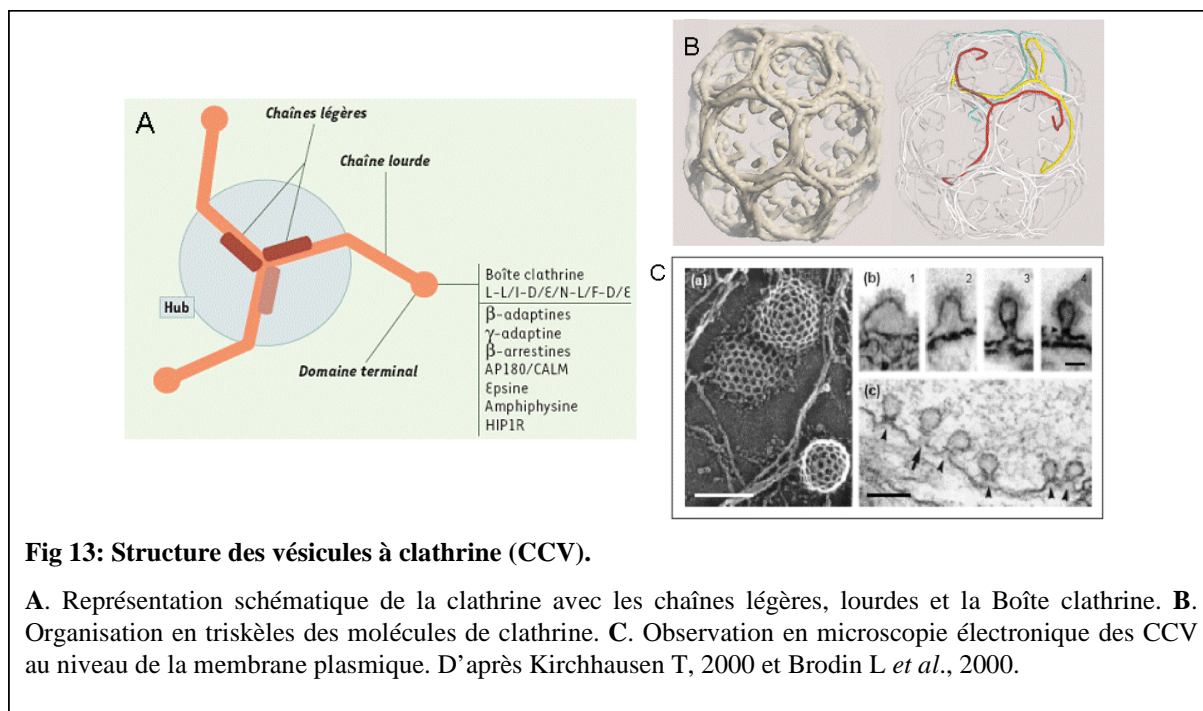 A
Chaînes légères
Chaîne lourde
Hub
Domaine terminal
Boîte clathrine
L-L/I-D/E/N-L/F-D/E
β-adaptines
γ-adaptine
β-arrestines
AP180/CALM
Epsine
Amphiphysine
HIP1R
B
C
(a)
(b)
1
2
3
4
(c)
Fig 13: Structure des vésicules à clathrine (CCV).
A. Représentation schématique de la clathrine avec les chaînes légères, lourdes et la Boîte clathrine. B.
Organisation en triskèles des molécules de clathrine. C. Observation en microscopie électronique des CCV
au niveau de la membrane plasmique. D’après Kirchhausen T, 2000 et Brodin L et al., 2000.